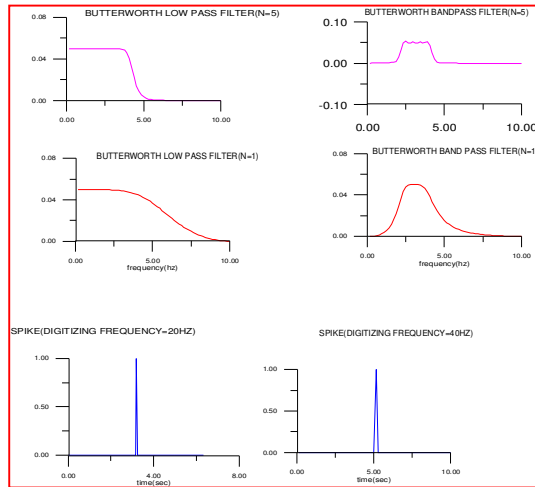 BUTTERWORTH LOW PASS FILTER(N=5)
0.08
0.04
0.00
0.00 5.00 10.00
BUTTERWORTH BANDPASS FILTER(N=5)
0.10
0.00
-0.10
0.00 5.00 10.00
BUTTERWORTH LOW PASS FILTER(N=1)
0.08
0.04
0.00
0.00 5.00 10.00
frequency(hz)
BUTTERWORTH BAND PASS FILTER(N=1
0.08
0.04
0.00
0.00 5.00 10.00
frequency(hz)
SPIKE(DIGITIZING FREQUENCY=20HZ)
1.00
0.50
0.00
0.00 4.00 8.00
time(sec)
SPIKE(DIGITIZING FREQUENCY=40HZ)
1.00
0.50
0.00
0.00 5.00 10.00
time(sec)